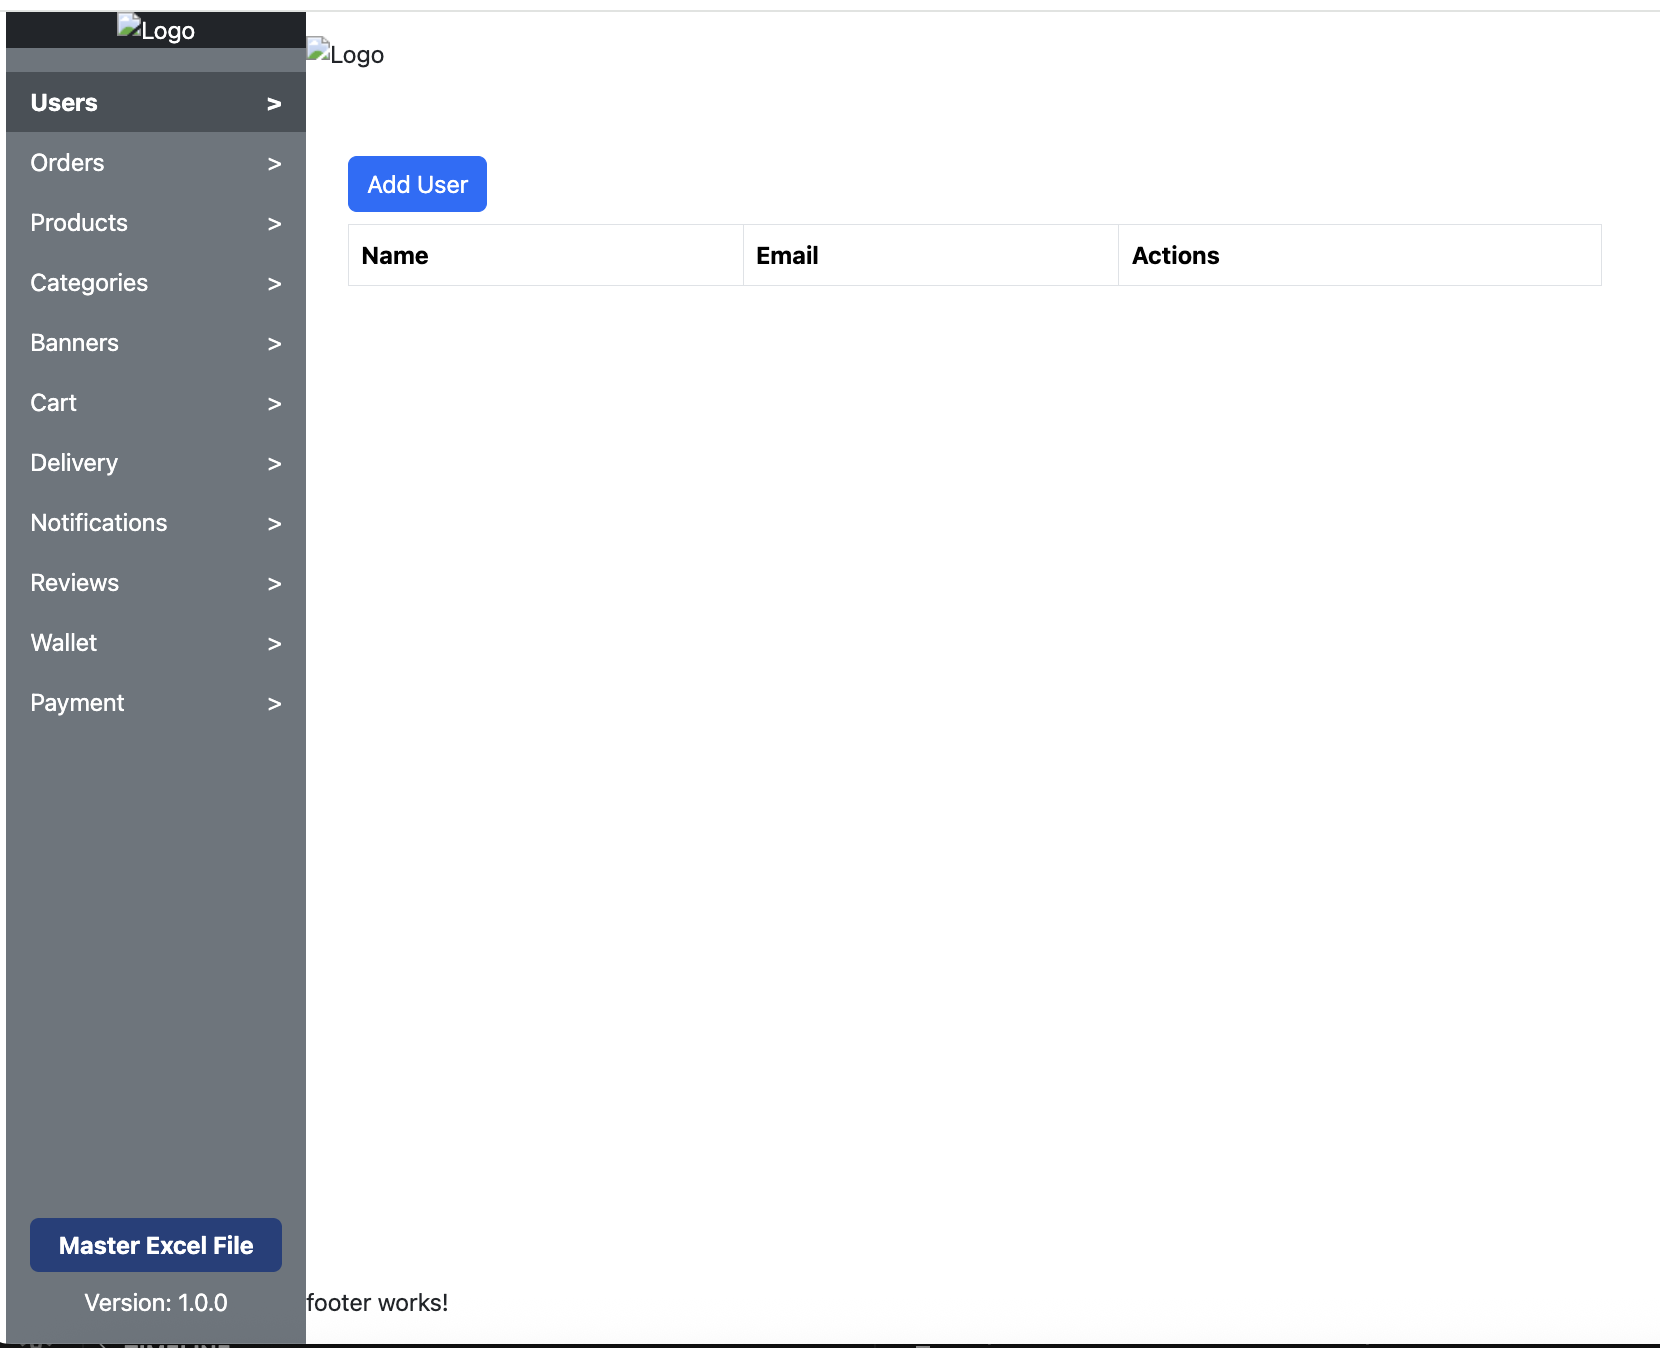 Logo
Logo
Users >
Orders >
Products >
Categories >
Banners >
Cart >
Delivery >
Notifications >
Reviews >
Wallet >
Payment >
Master Excel File
Version: 1.0.0
Add User
Name Email Actions
footer works!